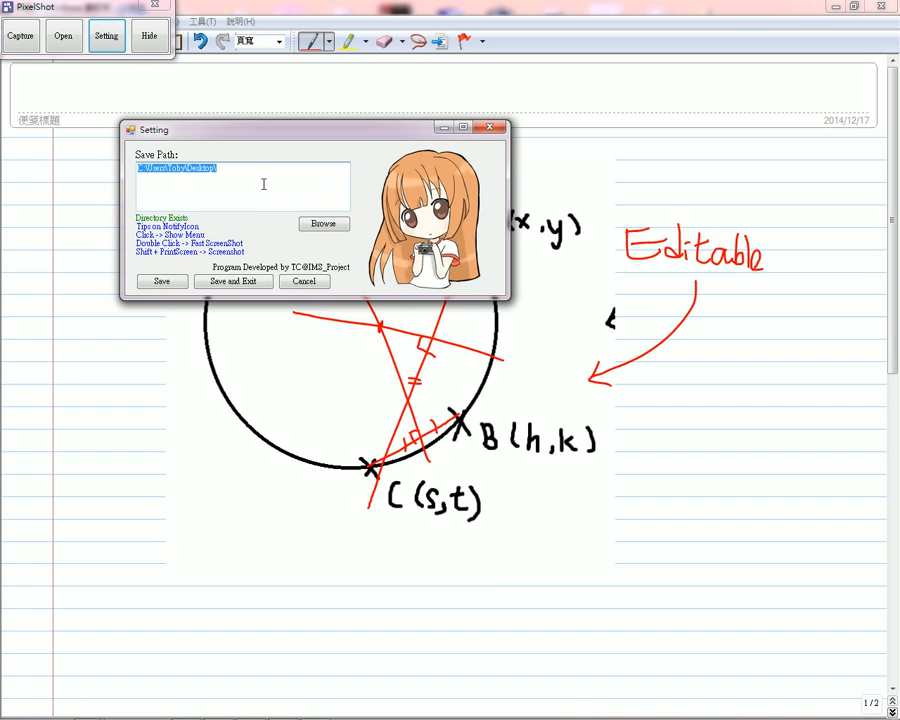 PixelShot
Capture Open Setting Hide
工具(T) 說明(H)
頁寬
便箋標題
2014/12/17
Setting
Save Path:
C:\Users\Toby\Desktop\
Directory Exists
Tips on NotifyIcon
Click -> Show Menu
Double Click -> Fast ScreenShot
Shift + PrintScreen -> Screenshot
Browse
Program Developed by TC@IMS_Project
Save Save and Exit Cancel
(x,y)
Editable
B(h,k)
C(s,t)
1/2